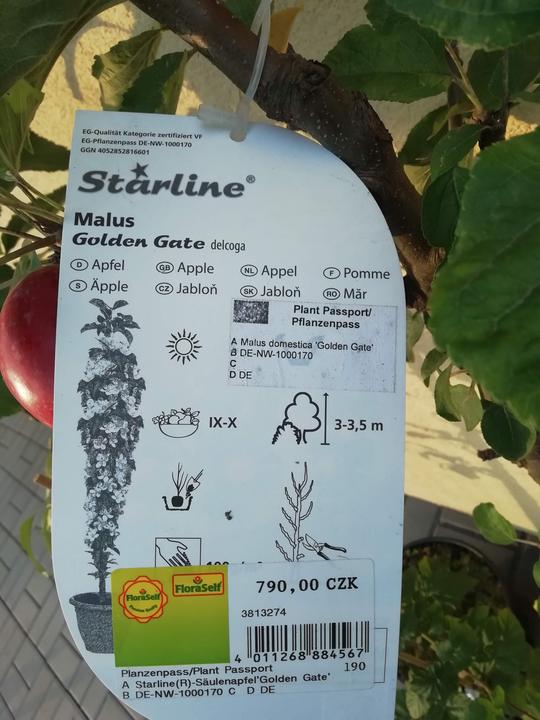 EG-Qualität Kategorie zertifiziert VF
EG-Pflanzenpass DE-NW-1000170
GGN 4052852816601
Starline®
Malus
Golden Gate delcoga
D Apfel GB Apple NL Appel F Pomme
S Äpple CZ Jabloň SK Jabloň RO Măr
Plant Passport/
Pflanzenpass
A Malus domestica 'Golden Gate'
B DE-NW-1000170
C
D DE
IX-X
3-3,5 m
FloraSelf
FloraSelf
Premium Quality
790,00 CZK
3813274
4 011268 884567
190
Planzenpass/Plant Passport
A Starline(R)-Säulenapfel'Golden Gate'
B DE-NW-1000170 C D DE